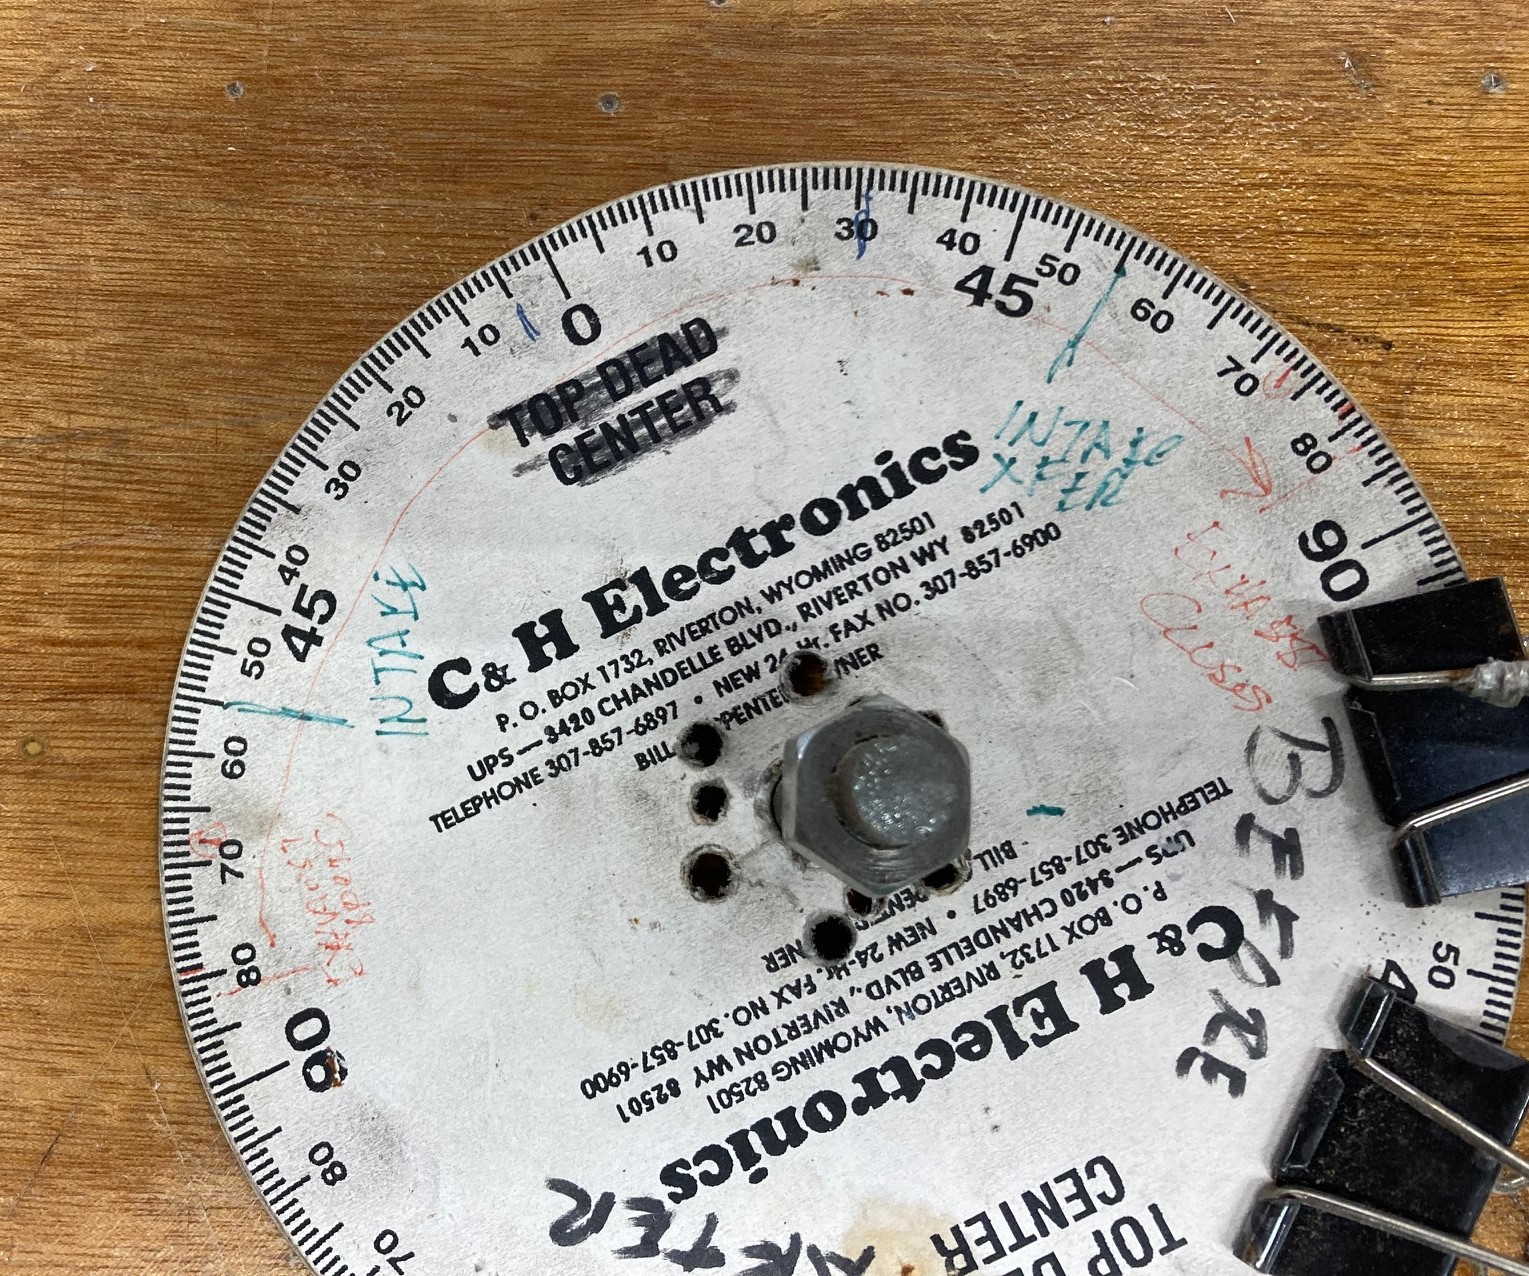 10 20 30 40 50 60 70 80
45
90
0
10 20 30 40 50 60 70 80
45
90
TOP DEAD
CENTER
INTAKE
XFER
C & H Electronics
P.O. BOX 1732, RIVERTON, WYOMING 82501
UPS — 3420 CHANDELLE BLVD., RIVERTON WY 82501
TELEPHONE 307-857-6897 • NEW 24-Hr. FAX NO. 307-857-6900
BILL
INTAKE
EXHAUST
CLOSES
BEFORE
80
70
50
TELEPHONE 307-857-6897 • NEW 24-Hr. FAX NO. 307-857-6900
UPS — 3420 CHANDELLE BLVD., RIVERTON WY 82501
P.O. BOX 1732, RIVERTON, WYOMING 82501
C & H Electronics
AFTER
CENTER
TOP